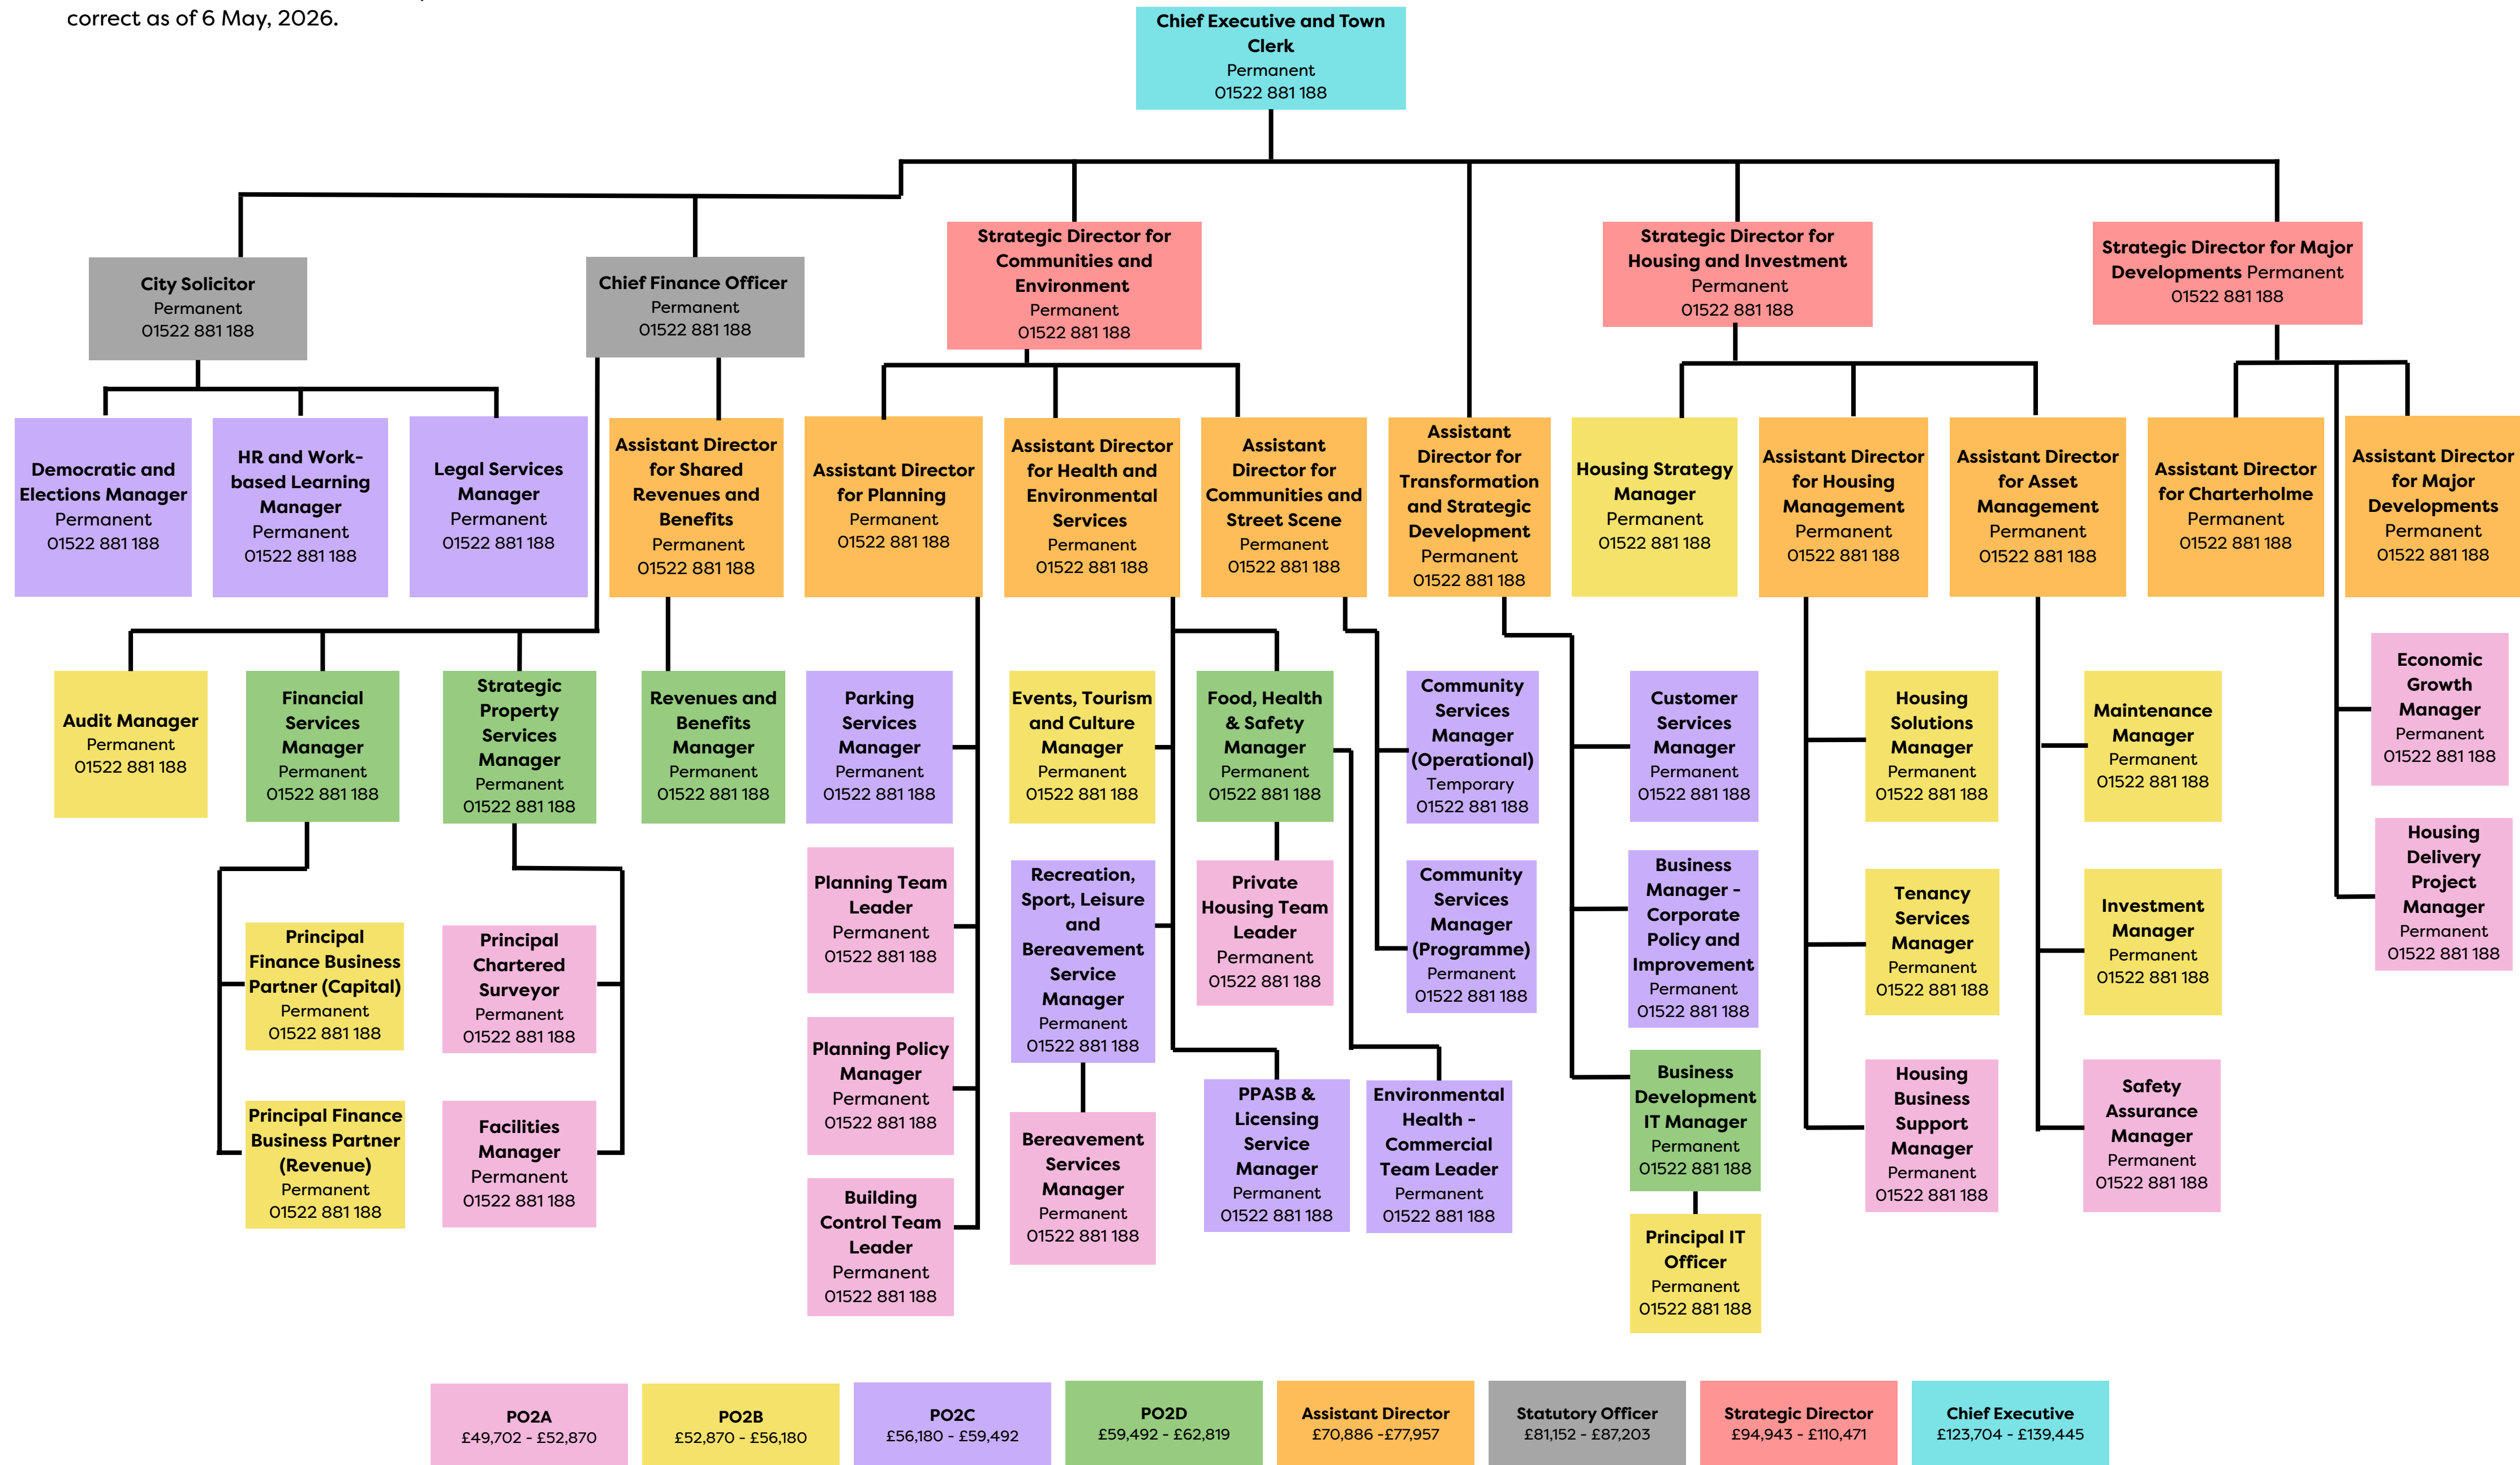 correct as of 6 May, 2026.
Chief Executive and Town
Clerk
Permanent
01522 881 188
City Solicitor
Permanent
01522 881 188
Chief Finance Officer
Permanent
01522 881 188
Strategic Director for
Communities and
Environment
Permanent
01522 881 188
Strategic Director for
Housing and Investment
Permanent
01522 881 188
Strategic Director for Major
Developments Permanent
01522 881 188
Democratic and
Elections Manager
Permanent
01522 881 188
HR and Work-
based Learning
Manager
Permanent
01522 881 188
Legal Services
Manager
Permanent
01522 881 188
Assistant Director
for Shared
Revenues and
Benefits
Permanent
01522 881 188
Assistant Director
for Planning
Permanent
01522 881 188
Assistant Director
for Health and
Environmental
Services
Permanent
01522 881 188
Assistant
Director for
Communities and
Street Scene
Permanent
01522 881 188
Assistant
Director for
Transformation
and Strategic
Development
Permanent
01522 881 188
Housing Strategy
Manager
Permanent
01522 881 188
Assistant Director
for Housing
Management
Permanent
01522 881 188
Assistant Director
for Asset
Management
Permanent
01522 881 188
Assistant Director
for Charterholme
Permanent
01522 881 188
Assistant Director
for Major
Developments
Permanent
01522 881 188
Audit Manager
Permanent
01522 881 188
Financial
Services
Manager
Permanent
01522 881 188
Strategic
Property
Services
Manager
Permanent
01522 881 188
Revenues and
Benefits
Manager
Permanent
01522 881 188
Parking
Services
Manager
Permanent
01522 881 188
Events, Tourism
and Culture
Manager
Permanent
01522 881 188
Food, Health
& Safety
Manager
Permanent
01522 881 188
Community
Services
Manager
(Operational)
Temporary
01522 881 188
Customer
Services
Manager
Permanent
01522 881 188
Housing
Solutions
Manager
Permanent
01522 881 188
Maintenance
Manager
Permanent
01522 881 188
Economic
Growth
Manager
Permanent
01522 881 188
Principal
Finance Business
Partner (Capital)
Permanent
01522 881 188
Principal
Chartered
Surveyor
Permanent
01522 881 188
Planning Team
Leader
Permanent
01522 881 188
Recreation,
Sport, Leisure
and
Bereavement
Service
Manager
Permanent
01522 881 188
Private
Housing Team
Leader
Permanent
01522 881 188
Community
Services
Manager
(Programme)
Permanent
01522 881 188
Business
Manager -
Corporate
Policy and
Improvement
Permanent
01522 881 188
Tenancy
Services
Manager
Permanent
01522 881 188
Investment
Manager
Permanent
01522 881 188
Housing
Delivery
Project
Manager
Permanent
01522 881 188
Principal Finance
Business Partner
(Revenue)
Permanent
01522 881 188
Facilities
Manager
Permanent
01522 881 188
Planning Policy
Manager
Permanent
01522 881 188
Building
Control Team
Leader
Permanent
01522 881 188
Bereavement
Services
Manager
Permanent
01522 881 188
PPASB &
Licensing
Service
Manager
Permanent
01522 881 188
Environmental
Health -
Commercial
Team Leader
Permanent
01522 881 188
Business
Development
IT Manager
Permanent
01522 881 188
Principal IT
Officer
Permanent
01522 881 188
Housing
Business
Support
Manager
Permanent
01522 881 188
Safety
Assurance
Manager
Permanent
01522 881 188
PO2A
£49,702 - £52,870
PO2B
£52,870 - £56,180
PO2C
£56,180 - £59,492
PO2D
£59,492 - £62,819
Assistant Director
£70,886 -£77,957
Statutory Officer
£81,152 - £87,203
Strategic Director
£94,943 - £110,471
Chief Executive
£123,704 - £139,445